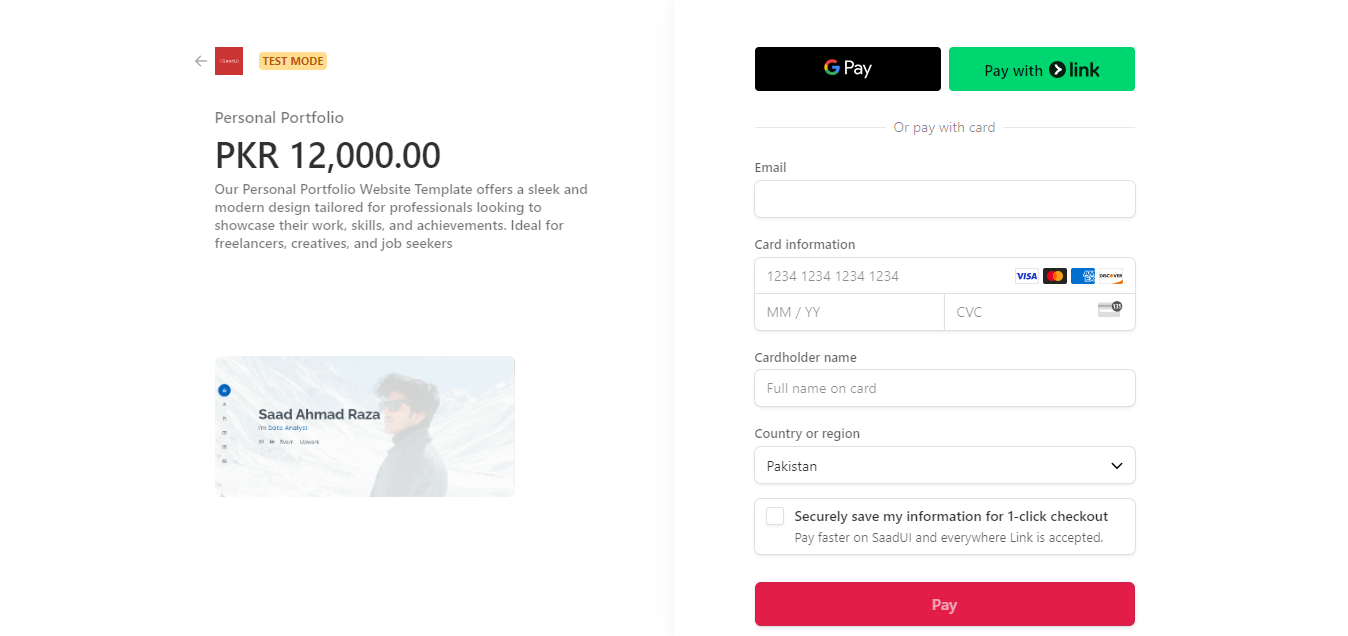 TEST MODE
Personal Portfolio
PKR 12,000.00
Our Personal Portfolio Website Template offers a sleek and
modern design tailored for professionals looking to
showcase their work, skills, and achievements. Ideal for
freelancers, creatives, and job seekers
Saad Ahmad Raza
I'm Data Analyst
fiverr. Upwork
G Pay
Pay with link
Or pay with card
Email
Card information
1234 1234 1234 1234
VISA
AMEX
DISCOVER
MM / YY
CVC
135
Cardholder name
Full name on card
Country or region
Pakistan
Securely save my information for 1-click checkout
Pay faster on SaadUI and everywhere Link is accepted.
Pay